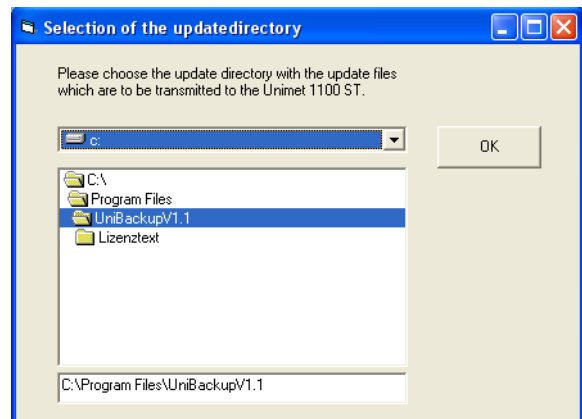 Selection of the updatedirectory
Please choose the update directory with the update files
which are to be transmitted to the Unimet 1100 ST.
c:
OK
C:\
Program Files
UniBackupV1.1
Lizenztext
C:\Program Files\UniBackupV1.1